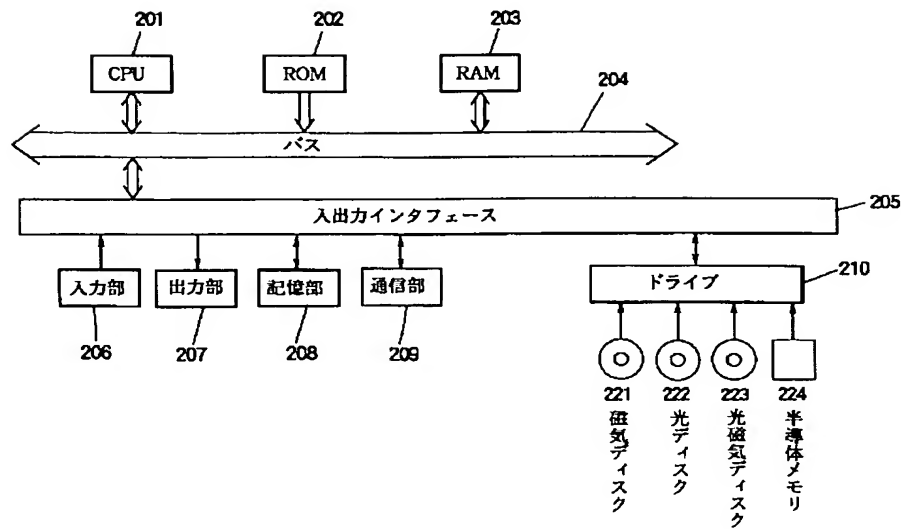 201
202
203
CPU
ROM
RAM
204
バス
205
入出力インタフェース
入力部
出力部
記憶部
通信部
ドライブ
210
206
207
208
209
221
222
223
224
磁気ディスク
光ディスク
光磁気ディスク
半導体メモリ